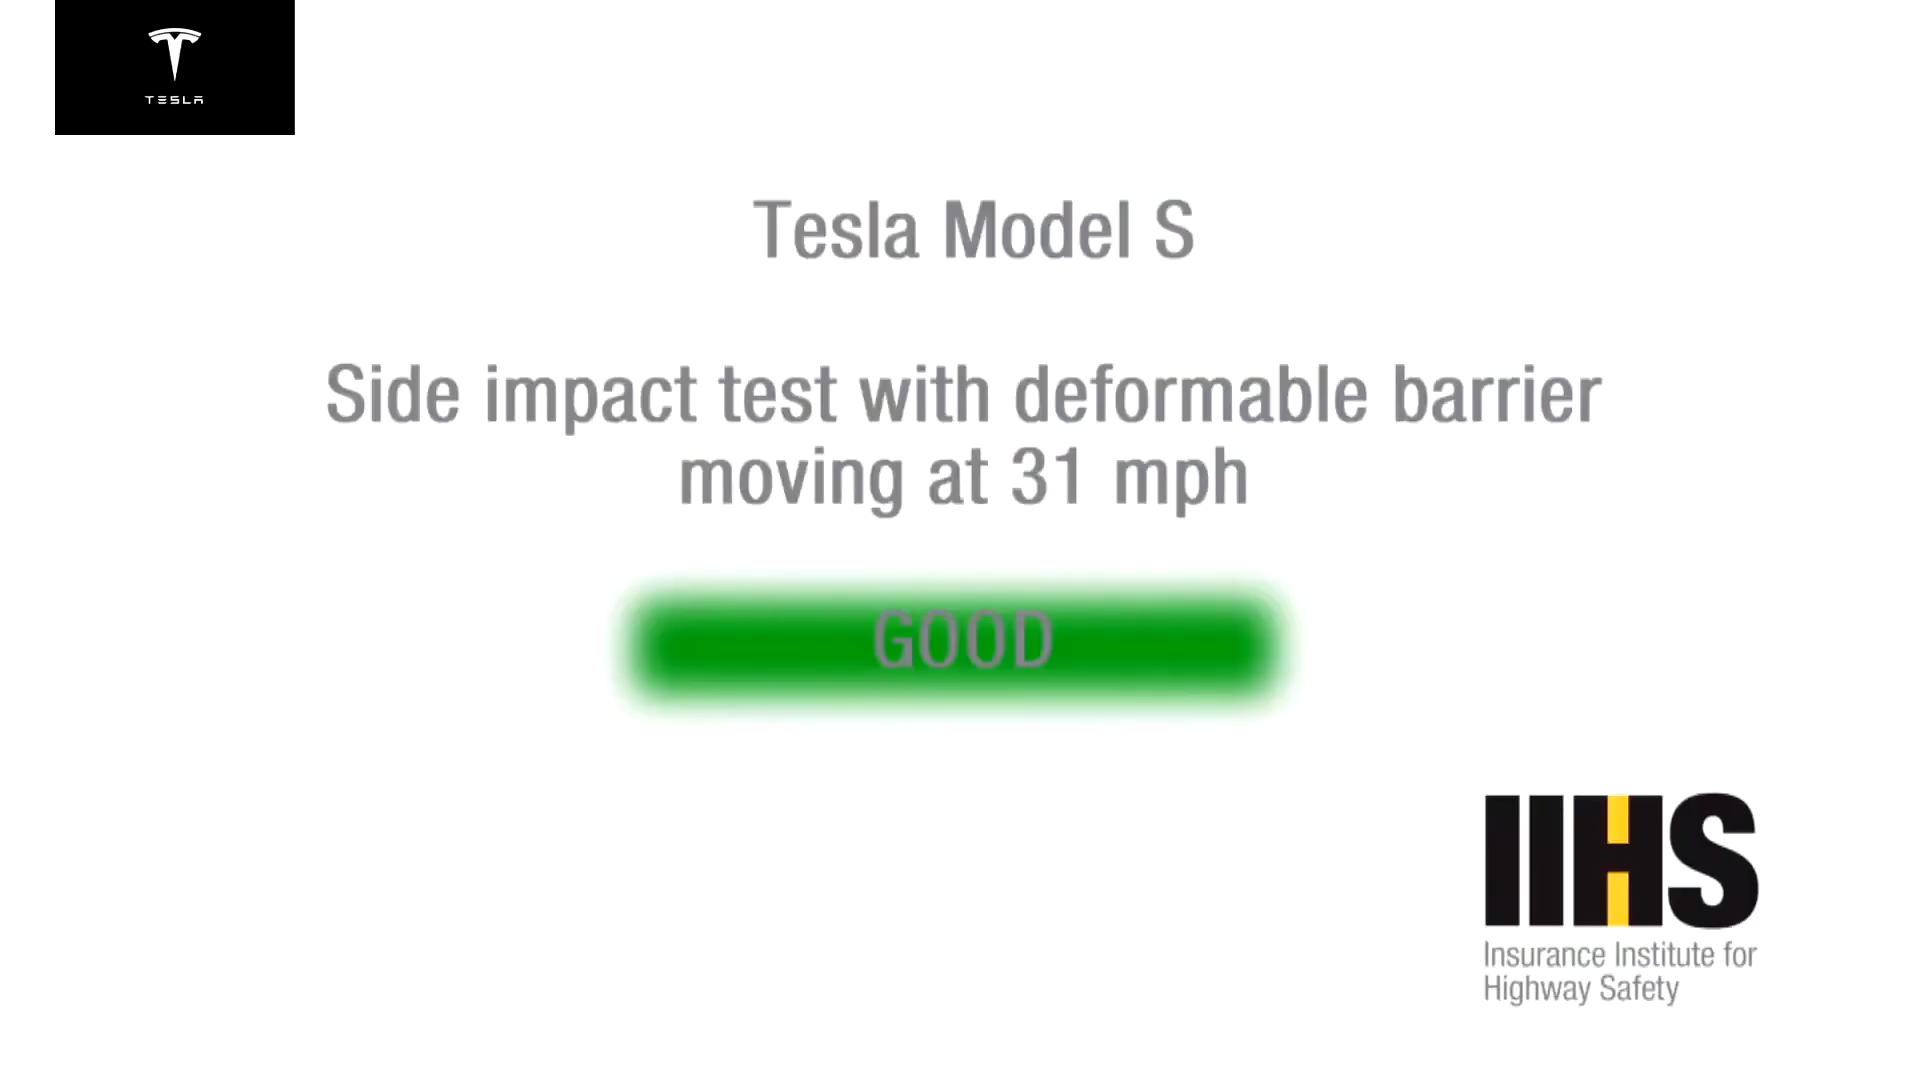 TESLA
Tesla Model S
Side impact test with deformable barrier
moving at 31 mph
GOOD
IIHS
Insurance Institute for
Highway Safety